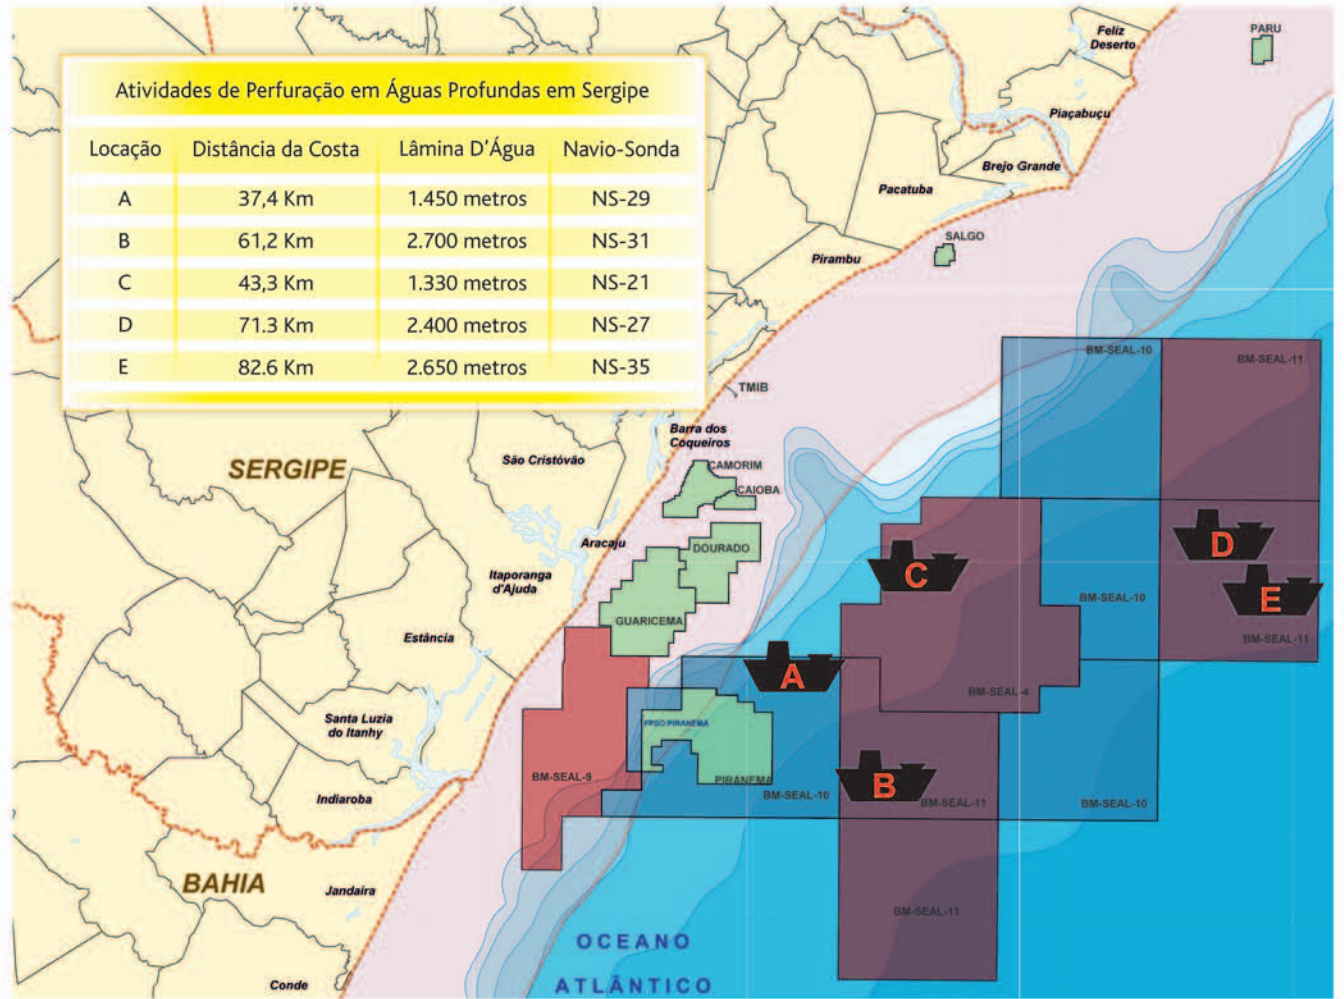 Atividades de Perfuração em Águas Profundas em Sergipe
Locação Distância da Costa Lâmina D'Água Navio-Sonda
A 37,4 Km 1.450 metros NS-29
B 61,2 Km 2.700 metros NS-31
C 43,3 Km 1.330 metros NS-21
D 71.3 Km 2.400 metros NS-27
E 82.6 Km 2.650 metros NS-35
PARU
Feliz
Deserto
Piaçabuçu
Brejo Grande
Pacatuba
SALGO
Pirambu
BM-SEAL-10
BM-SEAL-11
TMIB
Barra dos
Coqueiros
SERGIPE
São Cristóvão
CAMORIM
CAIOBA
Aracaju
DOURADO
D
C
E
Itaporanga
d'Ajuda
BM-SEAL-10
GUARICEMA
BM-SEAL-11
Estância
A
BM-SEAL-4
Santa Luzia
do Itanhy
FPSO PIRANEMA
BM-SEAL-9
PIRANEMA
B
BM-SEAL-10
BM-SEAL-11
BM-SEAL-10
Indiaroba
BAHIA
Jandaíra
BM-SEAL-11
OCEANO
ATLÂNTICO
Conde